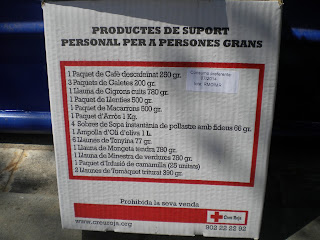 PRODUCTES DE SUPORT
PERSONAL PER A PERSONES GRANS
1 Paquet de Cafè descafeinat 250 gr.
3 Paquets de Galetes 200 gr.
1 Llauna de Cigrons cuits 780 gr.
1 Paquet de Llenties 500 gr.
1 Paquet de Macarrons 500 gr.
1 Paquet d'Arròs 1 Kg.
4 Sobres de Sopa instantània de pollastre amb fideus 66 gr.
1 Ampolla d'Oli d'oliva 1 l.
6 Llaunes de Tonyina 77 gr.
1 Llauna de Mongeta tendra 780 gr.
1 Llauna de Minestra de verdures 780 gr.
1 Paquet d'Infusió de camamilla (25 unitats)
2 Llaunes de Tomàquet triturat 390 gr.
Prohibida la seva venda
Creu Roja
www.creuroja.org
902 22 22 92